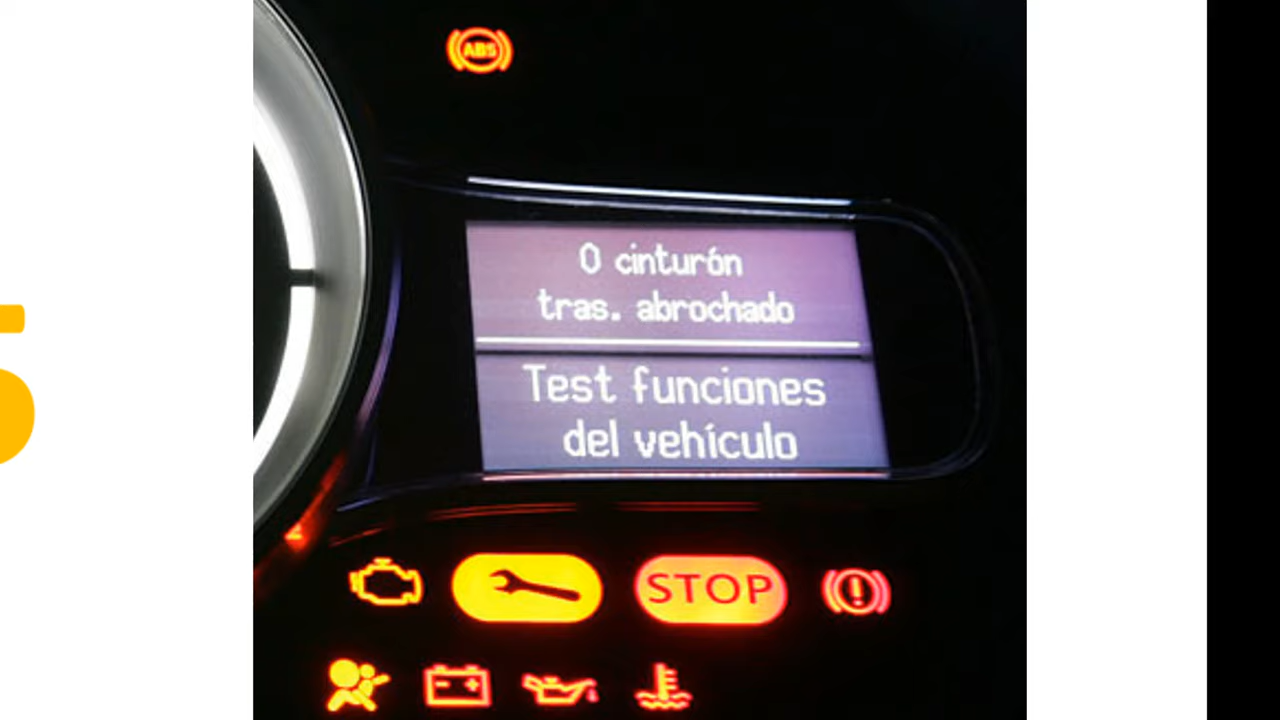 ABS
0 cinturón
tras. abrochado
Test funciones
del vehículo
STOP